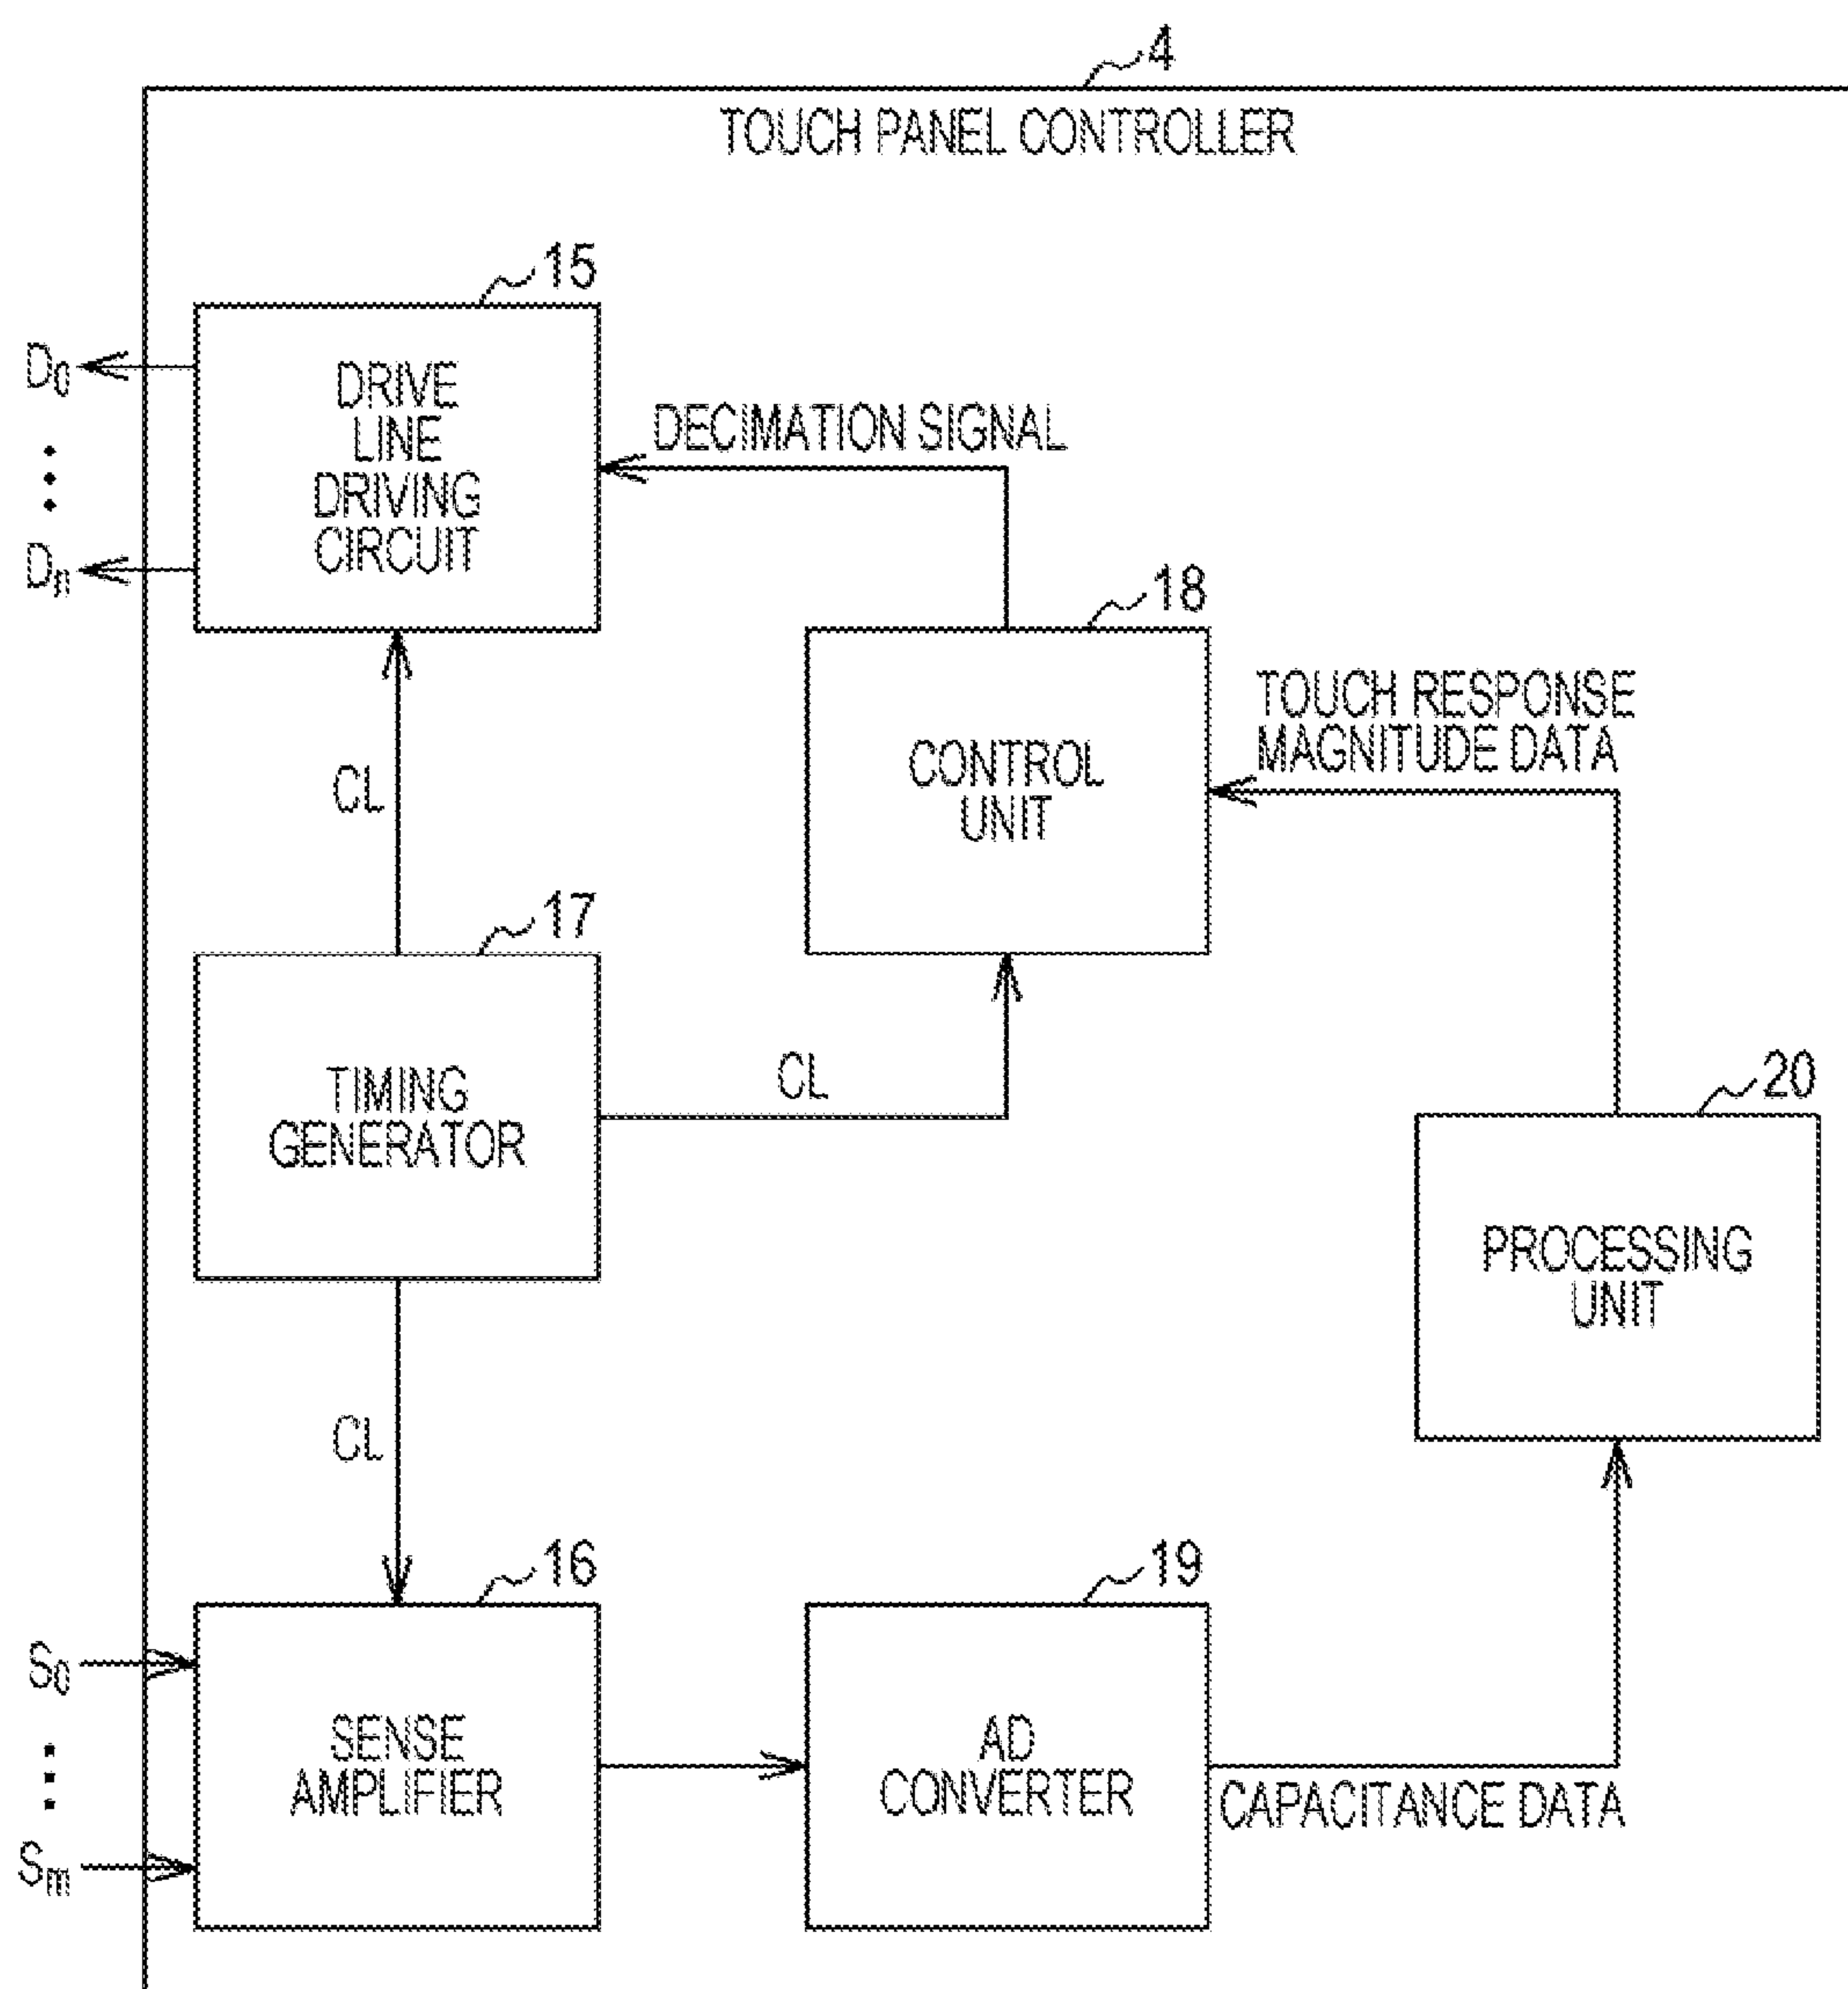 4
TOUCH PANEL CONTROLLER
15
D0
DRIVE
LINE
DRIVING
CIRCUIT
Dn
DECIMATION SIGNAL
18
CONTROL
UNIT
TOUCH RESPONSE
MAGNITUDE DATA
CL
17
TIMING
GENERATOR
CL
20
PROCESSING
UNIT
CL
16
S0
SENSE
AMPLIFIER
Sm
19
AD
CONVERTER
CAPACITANCE DATA